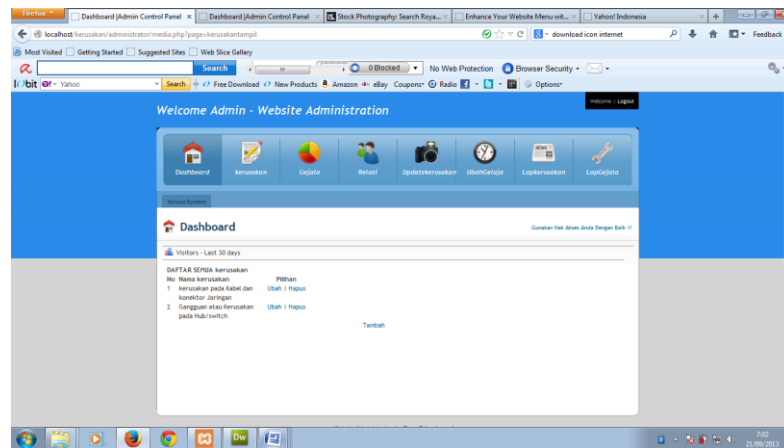 Firefox
Dashboard |Admin Control Panel
Dashboard |Admin Control Panel
Stock Photography: Search Roya...
Enhance Your Website Menu wit...
Yahoo! Indonesia
localhost/kerusakan/administrator/media.php?page=kerusakantampil
download icon internet
Feedback
Most Visited
Getting Started
Suggested Sites
Web Slice Gallery
Search
0 Blocked
No Web Protection
Browser Security
IObit
Yahoo
Search
Free Download
New Products
Amazon
eBay
Coupons
Radio
Options
Welcome Admin - Website Administration
Welcome | Logout
Dashboard
kerusakan
Gejala
Relasi
Updatekerusakan
UbahGelaja
Lapkerusakan
LapGejala
Dashboard
Gunakan Hak Akses Anda Dengan Baik !!
Visitors - Last 30 days
DAFTAR SEMUA kerusakan
No Nama kerusakan Pilihan
1 kerusakan pada Kabel dan Ubah | Hapus
konektor Jaringan
2 Gangguan atau Kerusakan Ubah | Hapus
pada Hub/switch
Tambah
7:02
21/09/2013